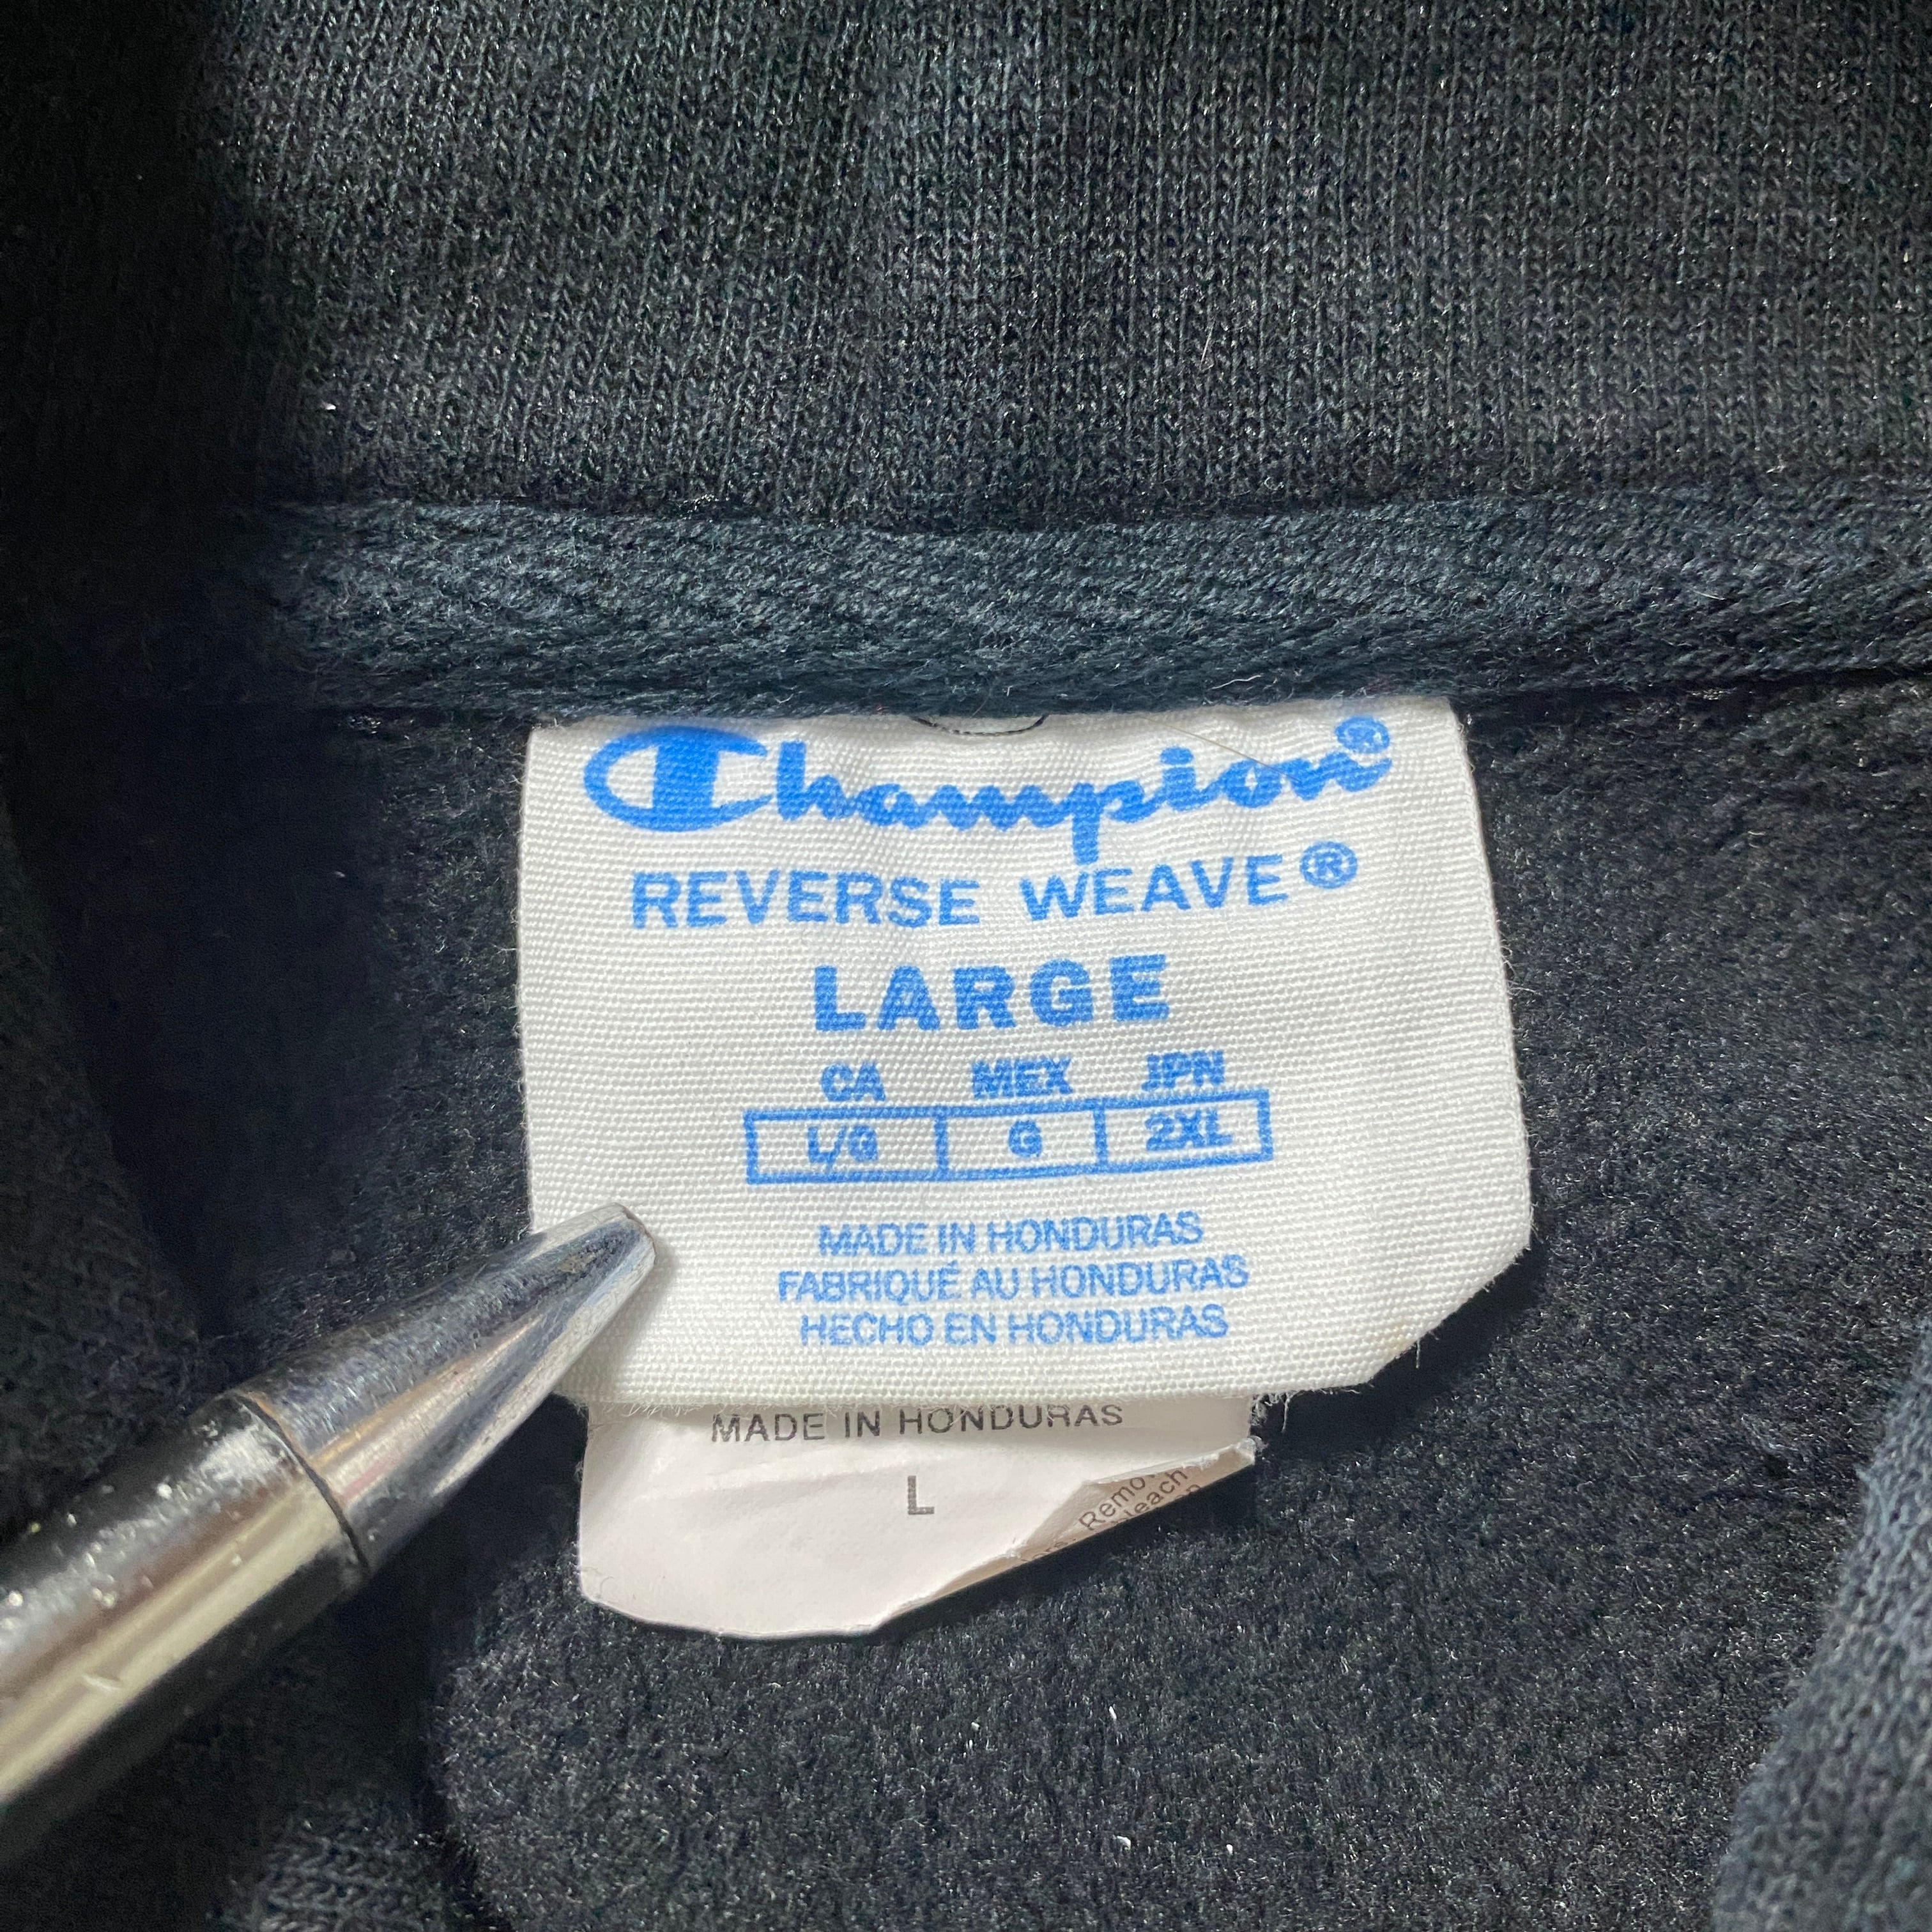 Champion®
REVERSE WEAVE®
LARGE
CA MEX JPN
L/G G 2XL
MADE IN HONDURAS
FABRIQUÉ AU HONDURAS
HECHO EN HONDURAS
MADE IN HONDURAS
L